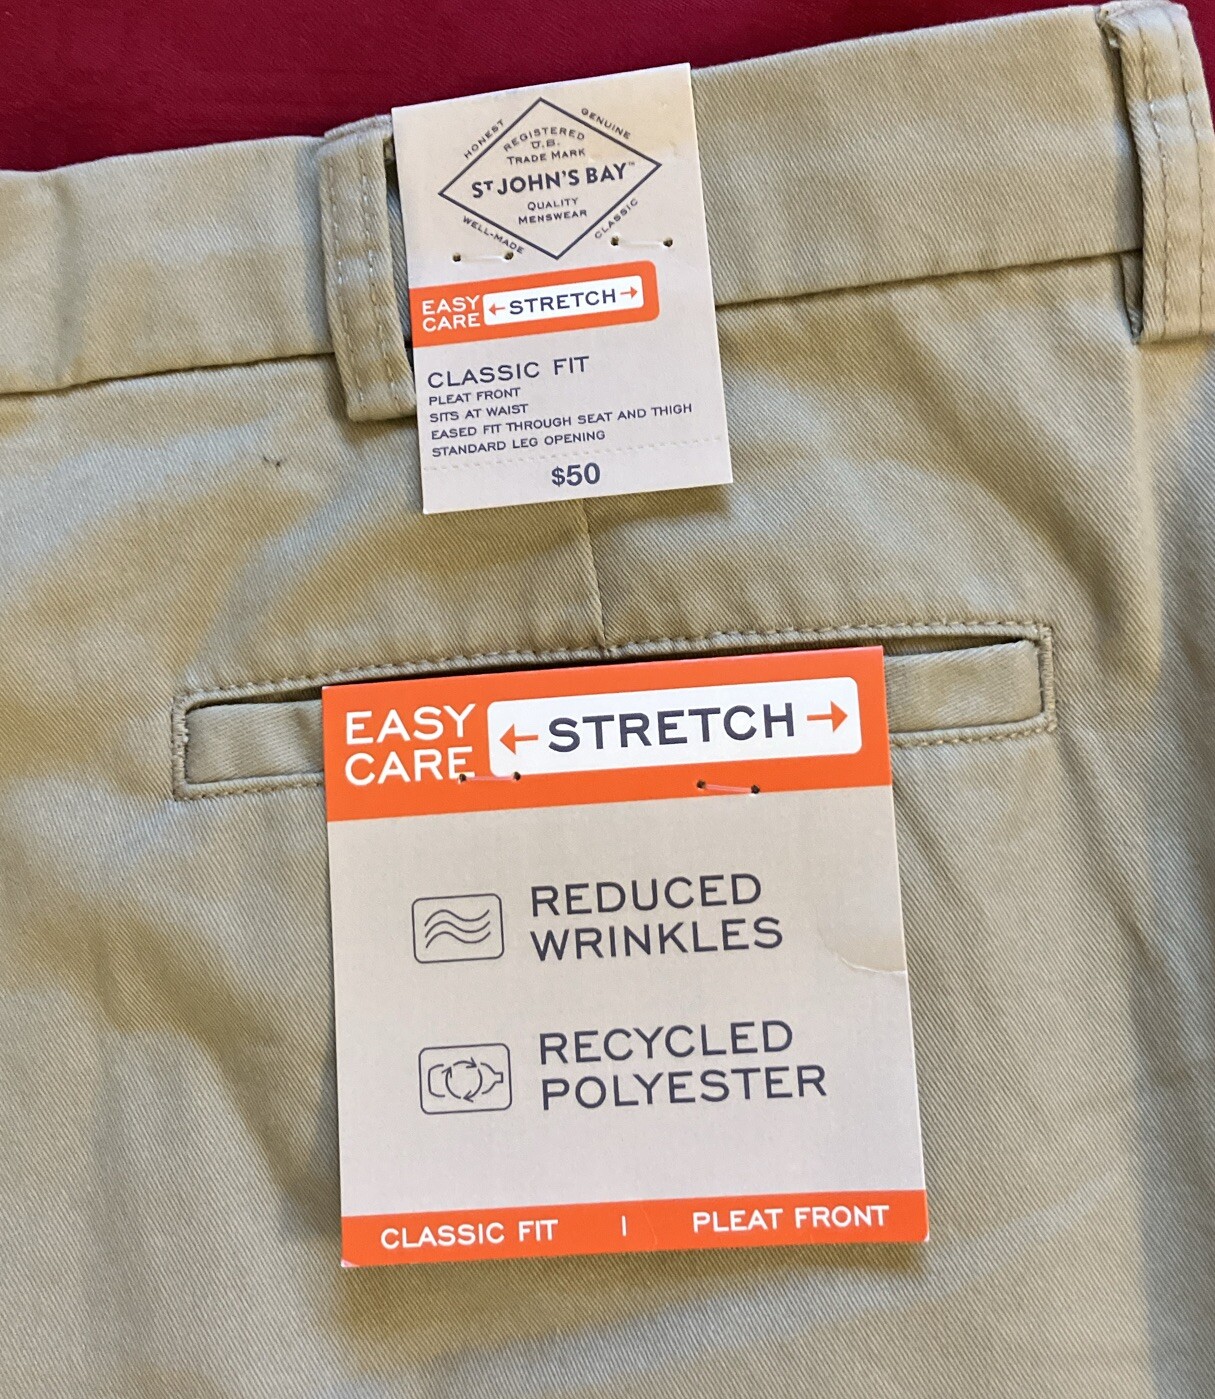 HONEST
GENUINE
REGISTERED
U.S.
TRADE MARK
ST JOHN'S BAY™
QUALITY
MENSWEAR
WELL-MADE
CLASSIC
EASY
CARE
←STRETCH→
CLASSIC FIT
PLEAT FRONT
SITS AT WAIST
EASED FIT THROUGH SEAT AND THIGH
STANDARD LEG OPENING
$50
EASY
CARE
←STRETCH→
REDUCED
WRINKLES
RECYCLED
POLYESTER
CLASSIC FIT | PLEAT FRONT